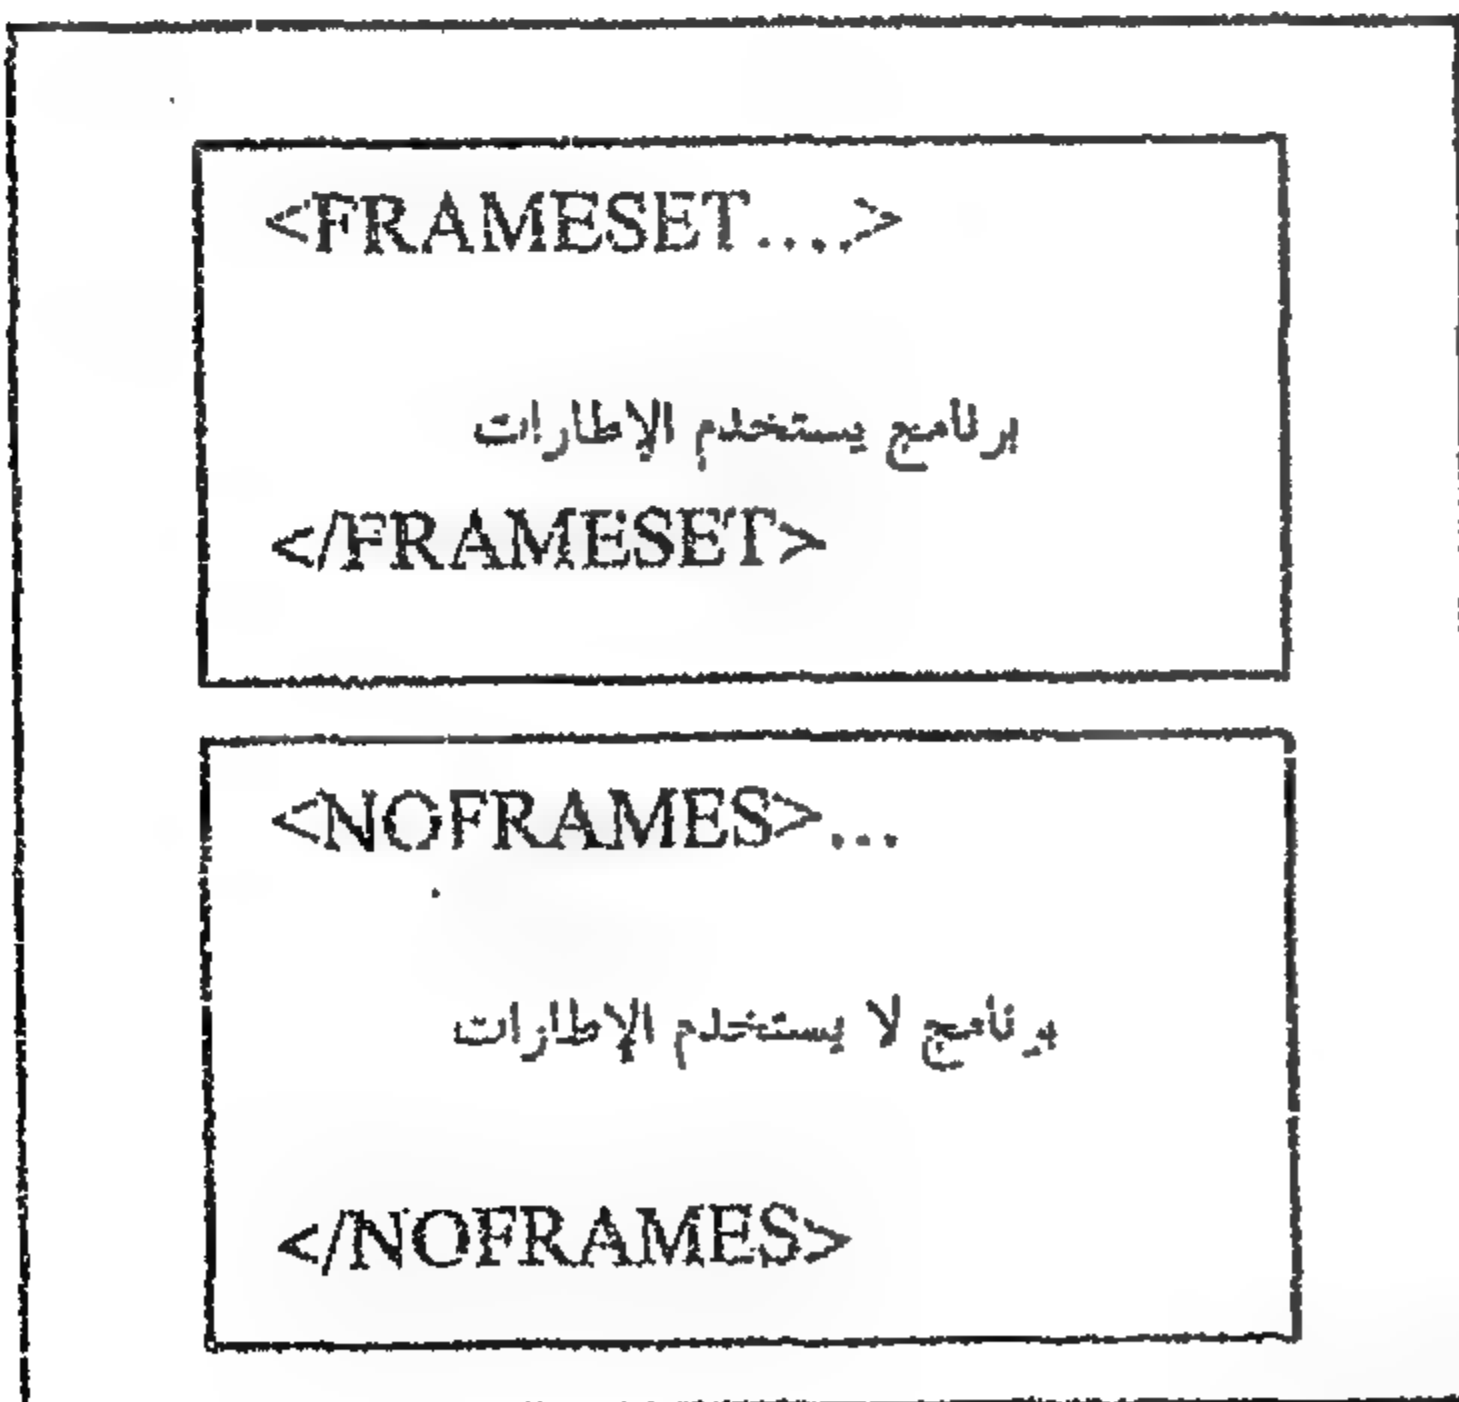 <FRAMESET....>
برنامج يستخدم الإطارات
</FRAMESET>
<NOFRAMES>...
برنامج لا يستخدم الإطارات
</NOFRAMES>